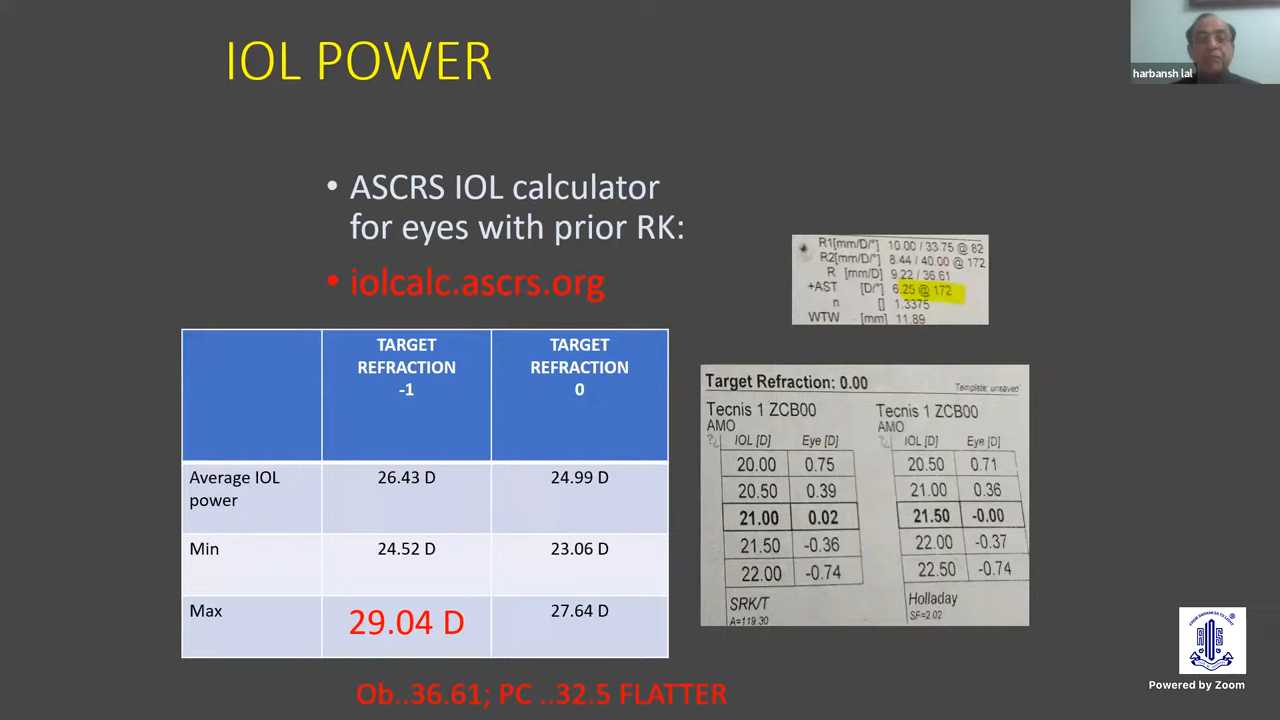 IOL POWER
harbansh lal
• ASCRS IOL calculator
for eyes with prior RK:
• iolcalc.ascrs.org
R1[mm/D/°] 10.00 / 33.75 @ 82
R2[mm/D/°] 8.44 / 40.00 @ 172
R [mm/D] 9.22 / 36.61
+AST [D/°] 6.25 @ 172
n [] 1.3375
WTW [mm] 11.89
TARGET REFRACTION -1
TARGET REFRACTION 0
Average IOL power 26.43 D 24.99 D
Min 24.52 D 23.06 D
Max 29.04 D 27.64 D
Target Refraction: 0.00 Template: unsaved
Tecnis 1 ZCB00
AMO
IOL [D] Eye [D]
20.00 0.75
20.50 0.39
21.00 0.02
21.50 -0.36
22.00 -0.74
SRK/T
A=119.30
Tecnis 1 ZCB00
AMO
IOL [D] Eye [D]
20.50 0.71
21.00 0.36
21.50 -0.00
22.00 -0.37
22.50 -0.74
Holladay
SF=2.02
Ob..36.61; PC ..32.5 FLATTER
Powered by Zoom